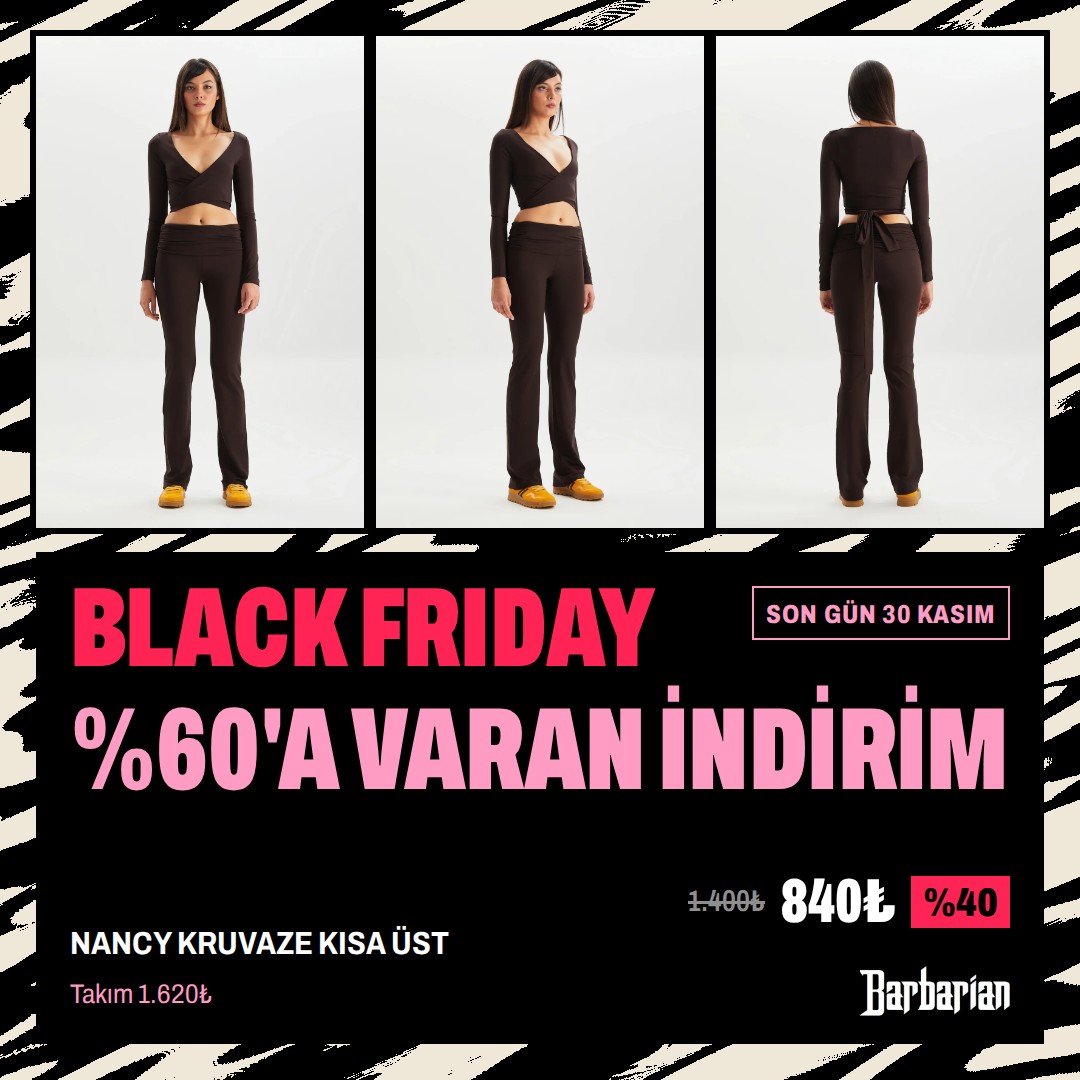 BLACK FRIDAY
SON GÜN 30 KASIM
%60'A VARAN İNDİRİM
1.400₺ 840₺ %40
NANCY KRUVAZE KISA ÜST
Takım 1.620₺
Barbarian